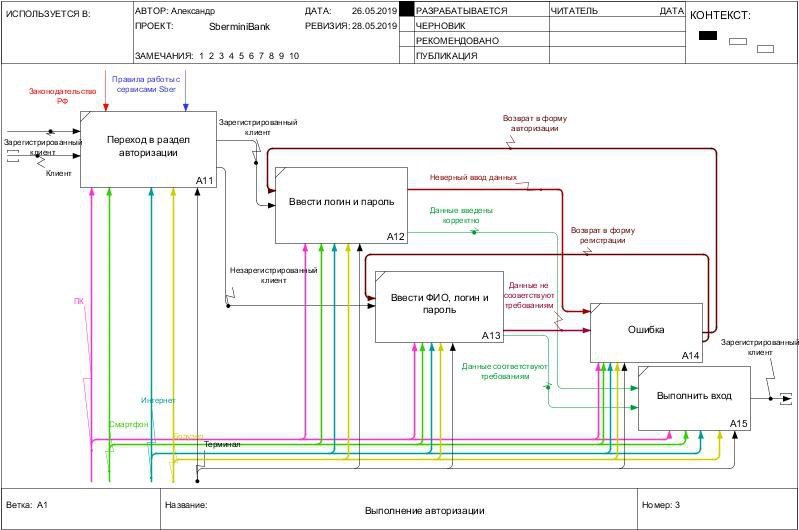 ИСПОЛЬЗУЕТСЯ В:
АВТОР: Александр
ДАТА: 26.05.2019
ПРОЕКТ: SberminiBank
РЕВИЗИЯ: 28.05.2019
ЗАМЕЧАНИЯ: 1 2 3 4 5 6 7 8 9 10
РАЗРАБАТЫВАЕТСЯ
ЧЕРНОВИК
РЕКОМЕНДОВАНО
ПУБЛИКАЦИЯ
ЧИТАТЕЛЬ
ДАТА
КОНТЕКСТ:
Законодательство
РФ
Правила работы с
сервисами Sber
Зарегистрированный
клиент
Клиент
Переход в раздел
авторизации
A11
Зарегистрированный
клиент
Возврат в форму
авторизации
Ввести логин и пароль
A12
Неверный ввод данных
Данные введены
корректно
Возврат в форму
регистрации
Незарегистрированный
клиент
Ввести ФИО, логин и
пароль
A13
Данные не
соответствуют
требованиям
Ошибка
A14
Данные соответствуют
требованиям
Выполнить вход
A15
Зарегистрированный
клиент
ПК
Интернет
Смартфон
Терминал
Ветка: A1
Название:
Выполнение авторизации
Номер: 3